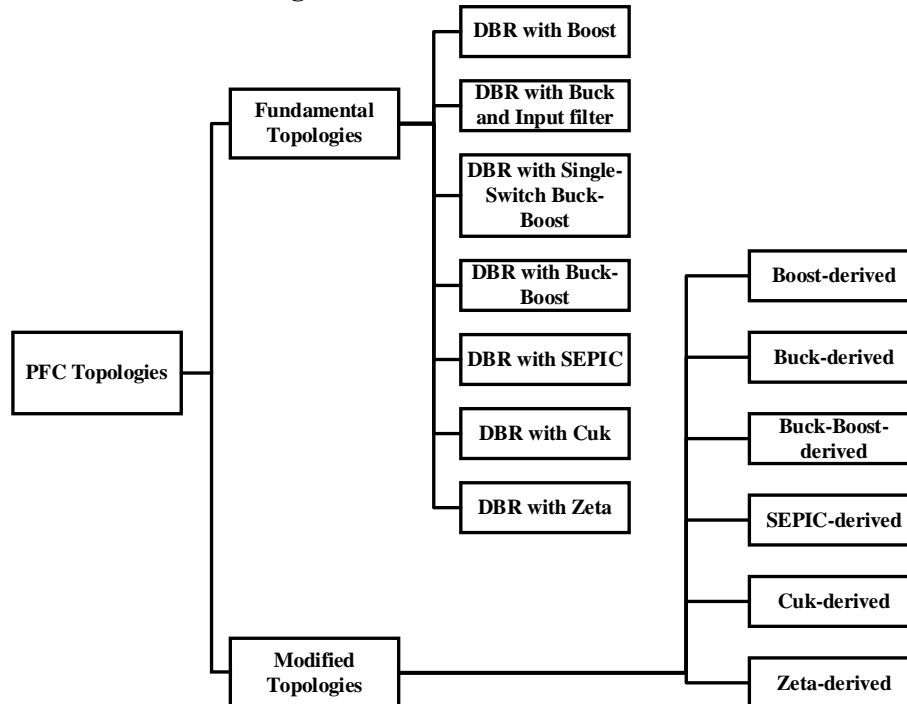 DBR with Boost
DBR with Buck
and Input filter
Fundamental
Topologies
DBR with Single-
Switch Buck-
Boost
DBR with Buck-
Boost
Boost-derived
DBR with SEPIC
Buck-derived
PFC Topologies
DBR with Cuk
Buck-Boost-
derived
DBR with Zeta
SEPIC-derived
Cuk-derived
Modified
Topologies
Zeta-derived